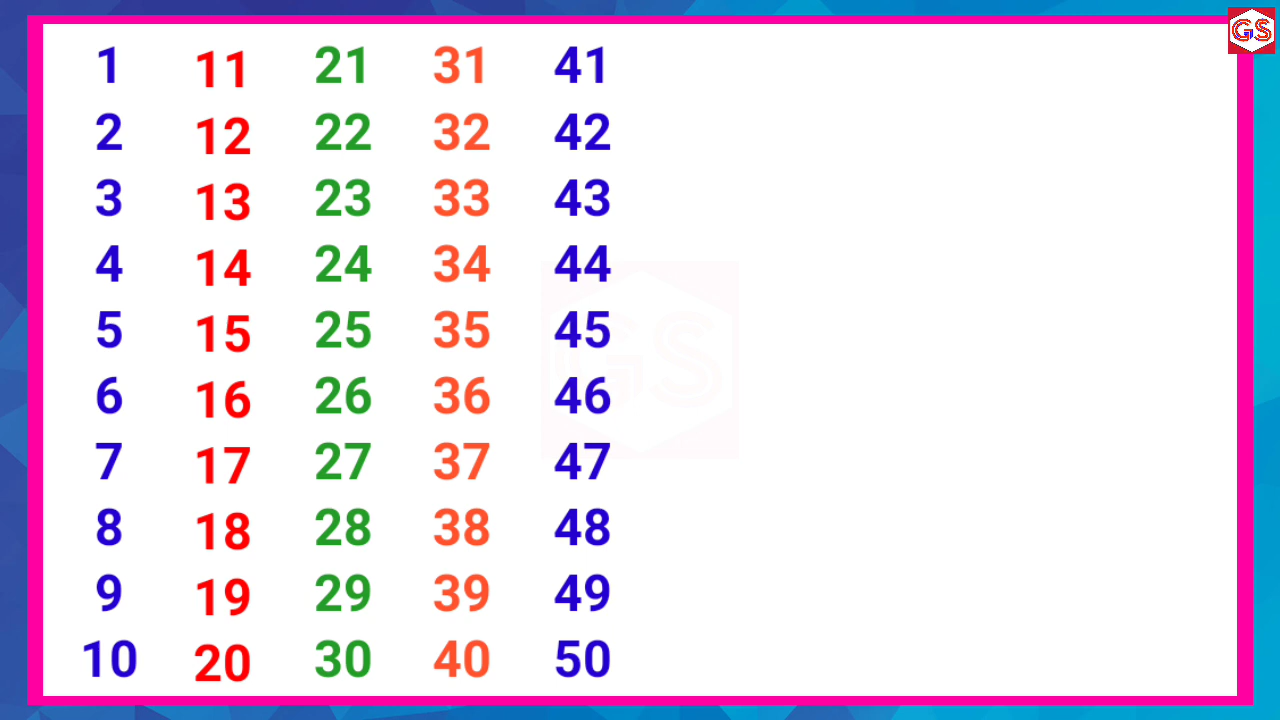 GS
1 11 21 31 41
2 12 22 32 42
3 13 23 33 43
4 14 24 34 44
5 15 25 35 45
6 16 26 36 46
7 17 27 37 47
8 18 28 38 48
9 19 29 39 49
10 20 30 40 50
GS